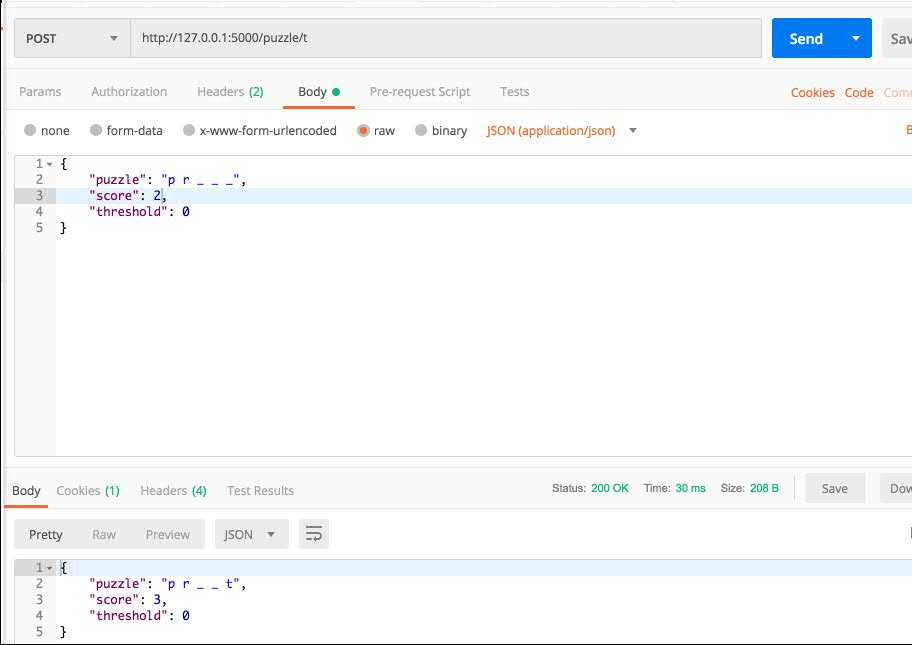 POST http://127.0.0.1:5000/puzzle/t Send Sav
Params Authorization Headers (2) Body Pre-request Script Tests Cookies Code Com
none form-data x-www-form-urlencoded raw binary JSON (application/json) B
1 {
2 "puzzle": "p r _ _ _",
3 "score": 2,
4 "threshold": 0
5 }
Body Cookies (1) Headers (4) Test Results Status: 200 OK Time: 30 ms Size: 208 B Save Dow
Pretty Raw Preview JSON
1 {
2 "puzzle": "p r _ _ t",
3 "score": 3,
4 "threshold": 0
5 }